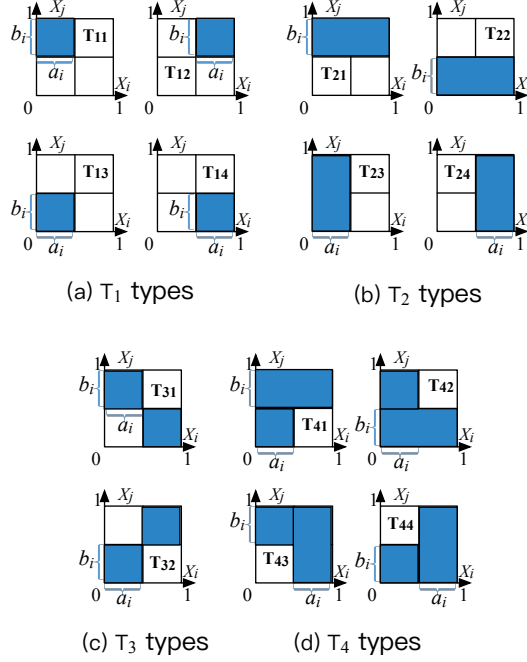 1 Xj 1 Xj 1 Xj 1 Xj
bi T11 bi T12 T21 bi T22
ai Xi ai Xi Xi Xi
0 1 0 1 0 1 0 1
1 Xj 1 Xj 1 Xj 1 Xj
bi T13 bi T14 T23 T24
ai Xi ai Xi ai Xi ai Xi
0 1 0 1 0 1 0 1
(a) T1 types (b) T2 types
1 Xj 1 Xj 1 Xj
bi T31 bi T41 bi T42
ai Xi ai Xi ai Xi
0 1 0 1 0 1
1 Xj 1 Xj 1 Xj
bi T32 bi T43 bi T44
ai Xi ai Xi ai Xi
0 1 0 1 0 1
(c) T3 types (d) T4 types